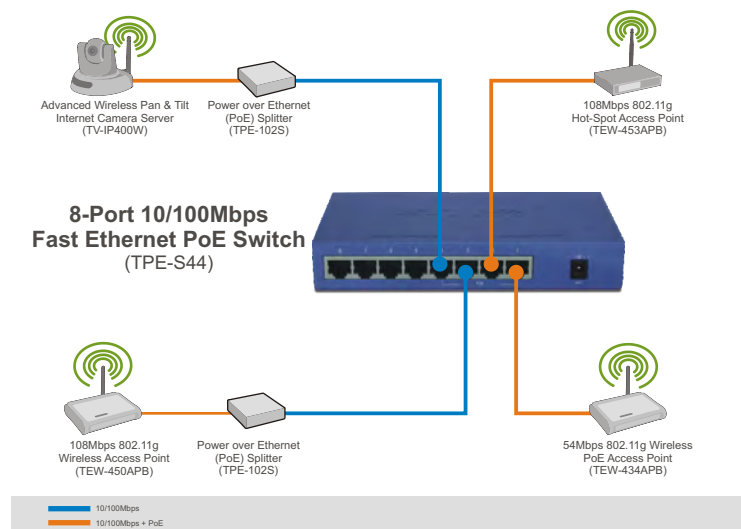 Advanced Wireless Pan & Tilt
Internet Camera Server
(TV-IP400W)
Power over Ethernet
(PoE) Splitter
(TPE-102S)
108Mbps 802.11g
Hot-Spot Access Point
(TEW-453APB)
8-Port 10/100Mbps
Fast Ethernet PoE Switch
(TPE-S44)
108Mbps 802.11g
Wireless Access Point
(TEW-450APB)
Power over Ethernet
(PoE) Splitter
(TPE-102S)
54Mbps 802.11g Wireless
PoE Access Point
(TEW-434APB)
10/100Mbps
10/100Mbps + PoE